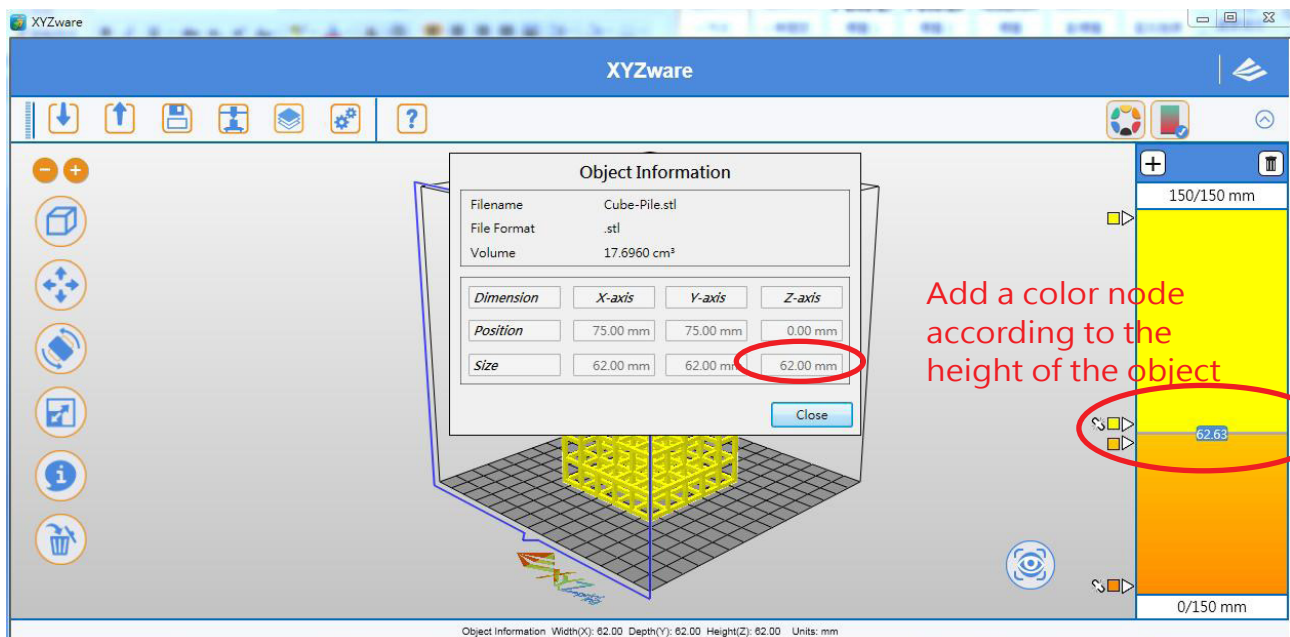 XYZware
XYZware
?
Object Information
150/150 mm
Filename Cube-Pile.stl
File Format .stl
Volume 17.6960 cm³
Dimension X-axis Y-axis Z-axis
Position 75.00 mm 75.00 mm 0.00 mm
Size 62.00 mm 62.00 mm 62.00 mm
Close
Add a color node
according to the
height of the object
62.63
i
XYZ
0/150 mm
Object Information Width(X): 62.00 Depth(Y): 62.00 Height(Z): 62.00 Units: mm